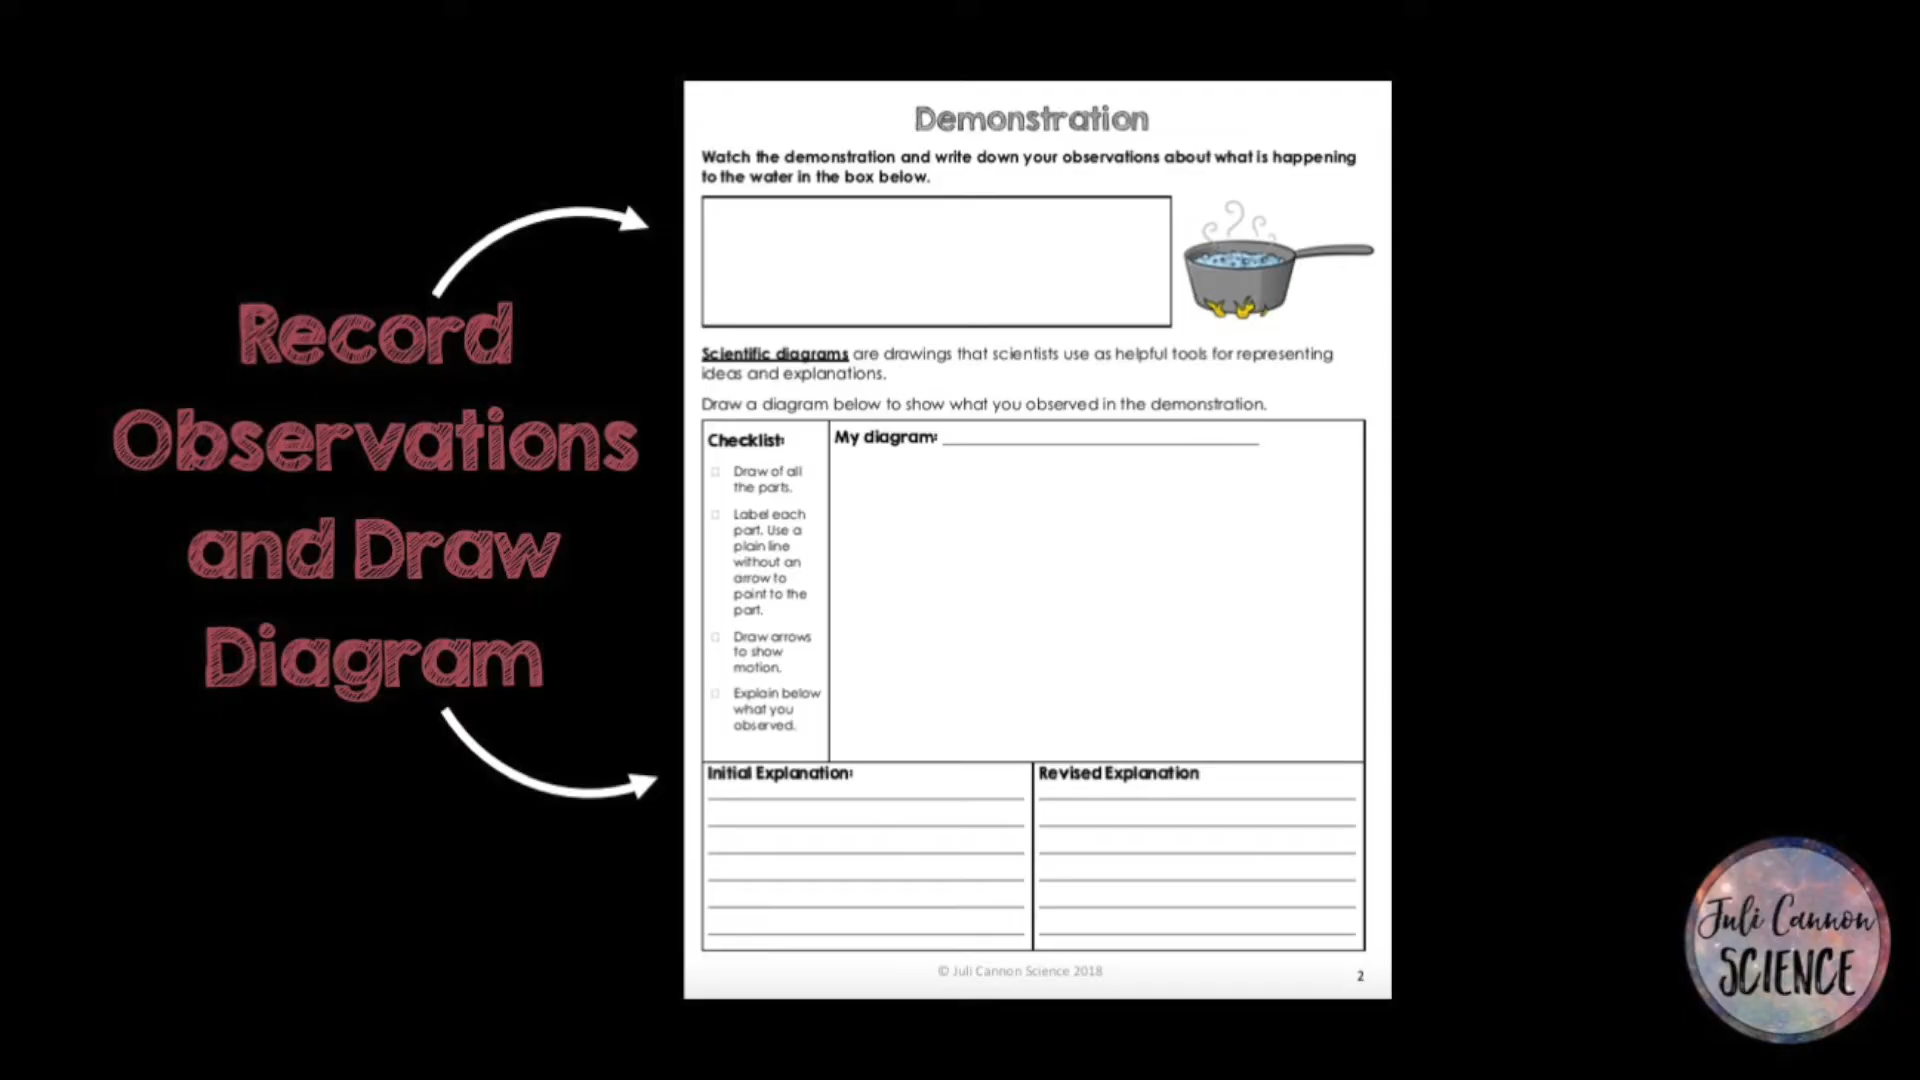 Record
Observations
and Draw
Diagram
Demonstration
Watch the demonstration and write down your observations about what is happening
to the water in the box below.
Scientific diagrams are drawings that scientists use as helpful tools for representing
ideas and explanations.
Draw a diagram below to show what you observed in the demonstration.
Checklist:
Draw of all
the parts.
Label each
part. Use a
plain line
without an
arrow to
point to the
part.
Draw arrows
to show
motion.
Explain below
what you
observed.
My diagram:
Initial Explanation:
Revised Explanation
© Juli Cannon Science 2018
2
Juli Cannon
SCIENCE